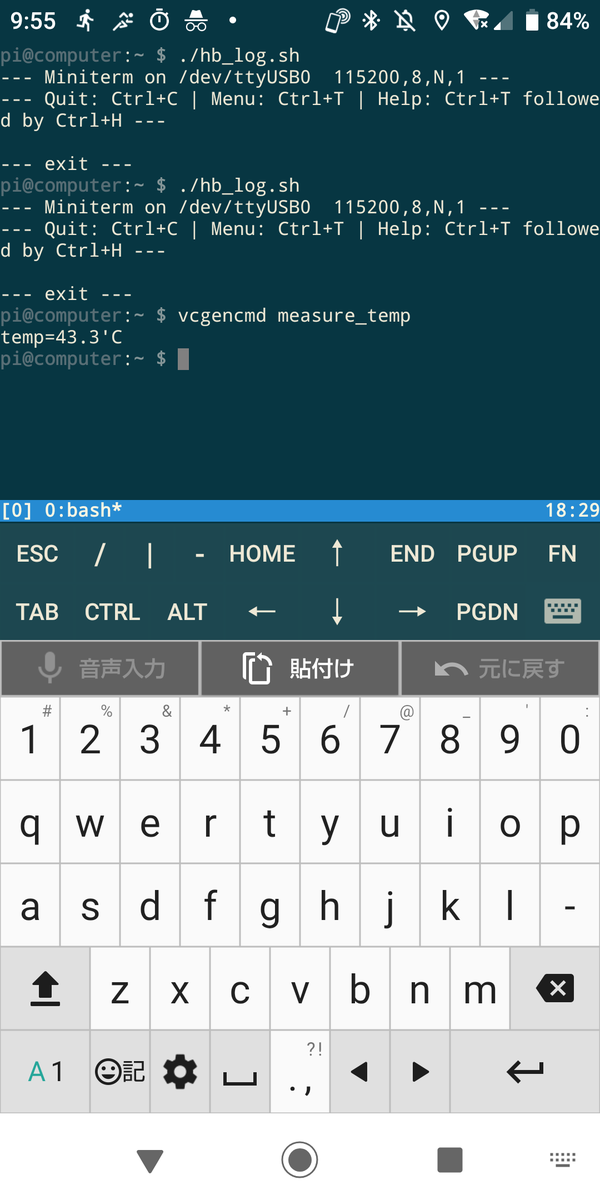 9:55 84%
pi@computer:~ $ ./hb_log.sh
--- Miniterm on /dev/ttyUSB0  115200,8,N,1 ---
--- Quit: Ctrl+C | Menu: Ctrl+T | Help: Ctrl+T followe
d by Ctrl+H ---
--- exit ---
pi@computer:~ $ ./hb_log.sh
--- Miniterm on /dev/ttyUSB0  115200,8,N,1 ---
--- Quit: Ctrl+C | Menu: Ctrl+T | Help: Ctrl+T followe
d by Ctrl+H ---
--- exit ---
pi@computer:~ $ vcgencmd measure_temp
temp=43.3'C
pi@computer:~ $
[0] 0:bash* 18:29
ESC / | - HOME ↑ END PGUP FN
TAB CTRL ALT ← ↓ → PGDN
音声入力 貼付け 元に戻す
# % & * + / @ _ ' :
1 2 3 4 5 6 7 8 9 0
q w e r t y u i o p
a s d f g h j k l -
z x c v b n m
?!
A 1 記 . ,